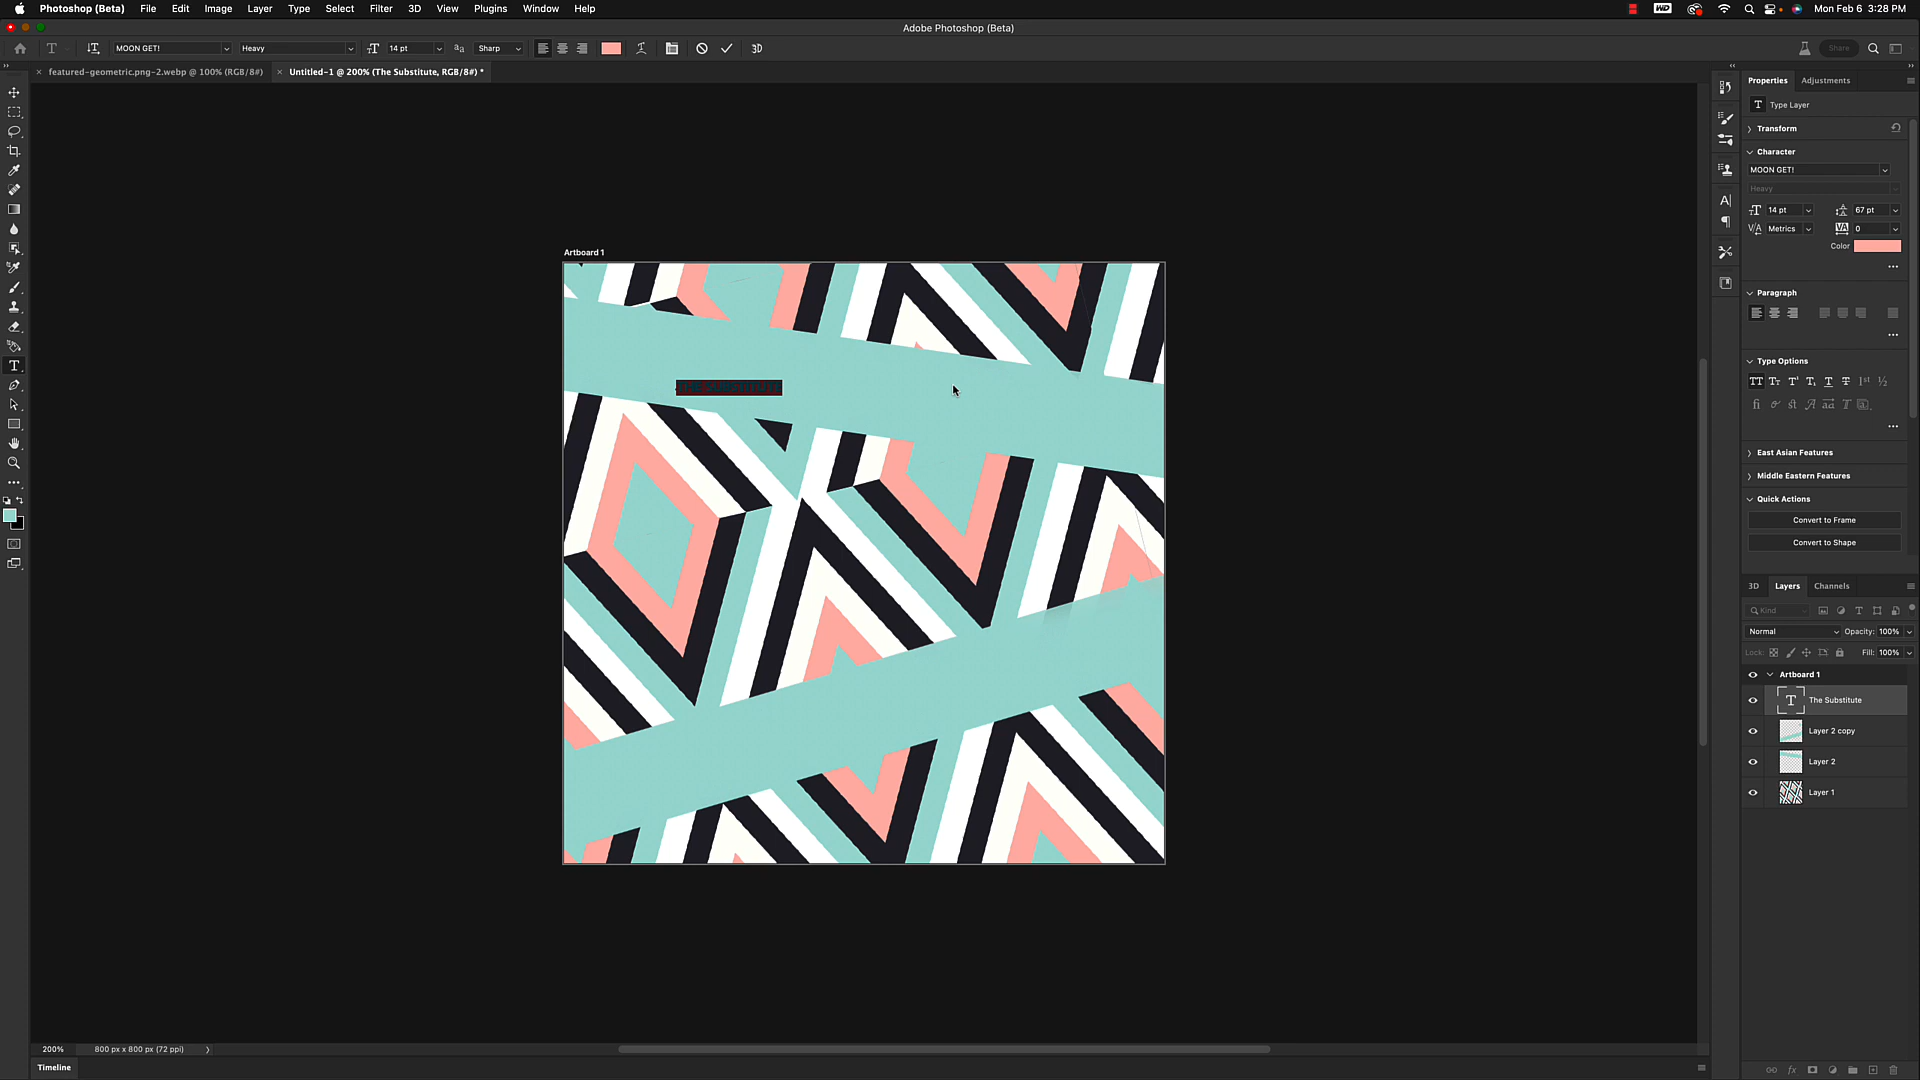 Photoshop (Beta) File Edit Image Layer Type Select Filter 3D View Plugins Window Help Mon Feb 6 3:28 PM
Adobe Photoshop (Beta)
MOON GET! Heavy 14 pt Sharp 3D Share
featured-geometric.png-2.webp @ 100% (RGB/8#) Untitled-1 @ 200% (The Substitute, RGB/8#) *
Properties Adjustments
Type Layer
Transform
Character
MOON GET!
Heavy
14 pt 67 pt
Metrics 0
Color
Paragraph
Type Options
East Asian Features
Middle Eastern Features
Quick Actions
Convert to Frame
Convert to Shape
3D Layers Channels
Kind
Normal Opacity: 100%
Lock: Fill: 100%
Artboard 1
The Substitute
Layer 2 copy
Layer 2
Layer 1
Artboard 1
200% 800 px x 800 px (72 ppi)
Timeline